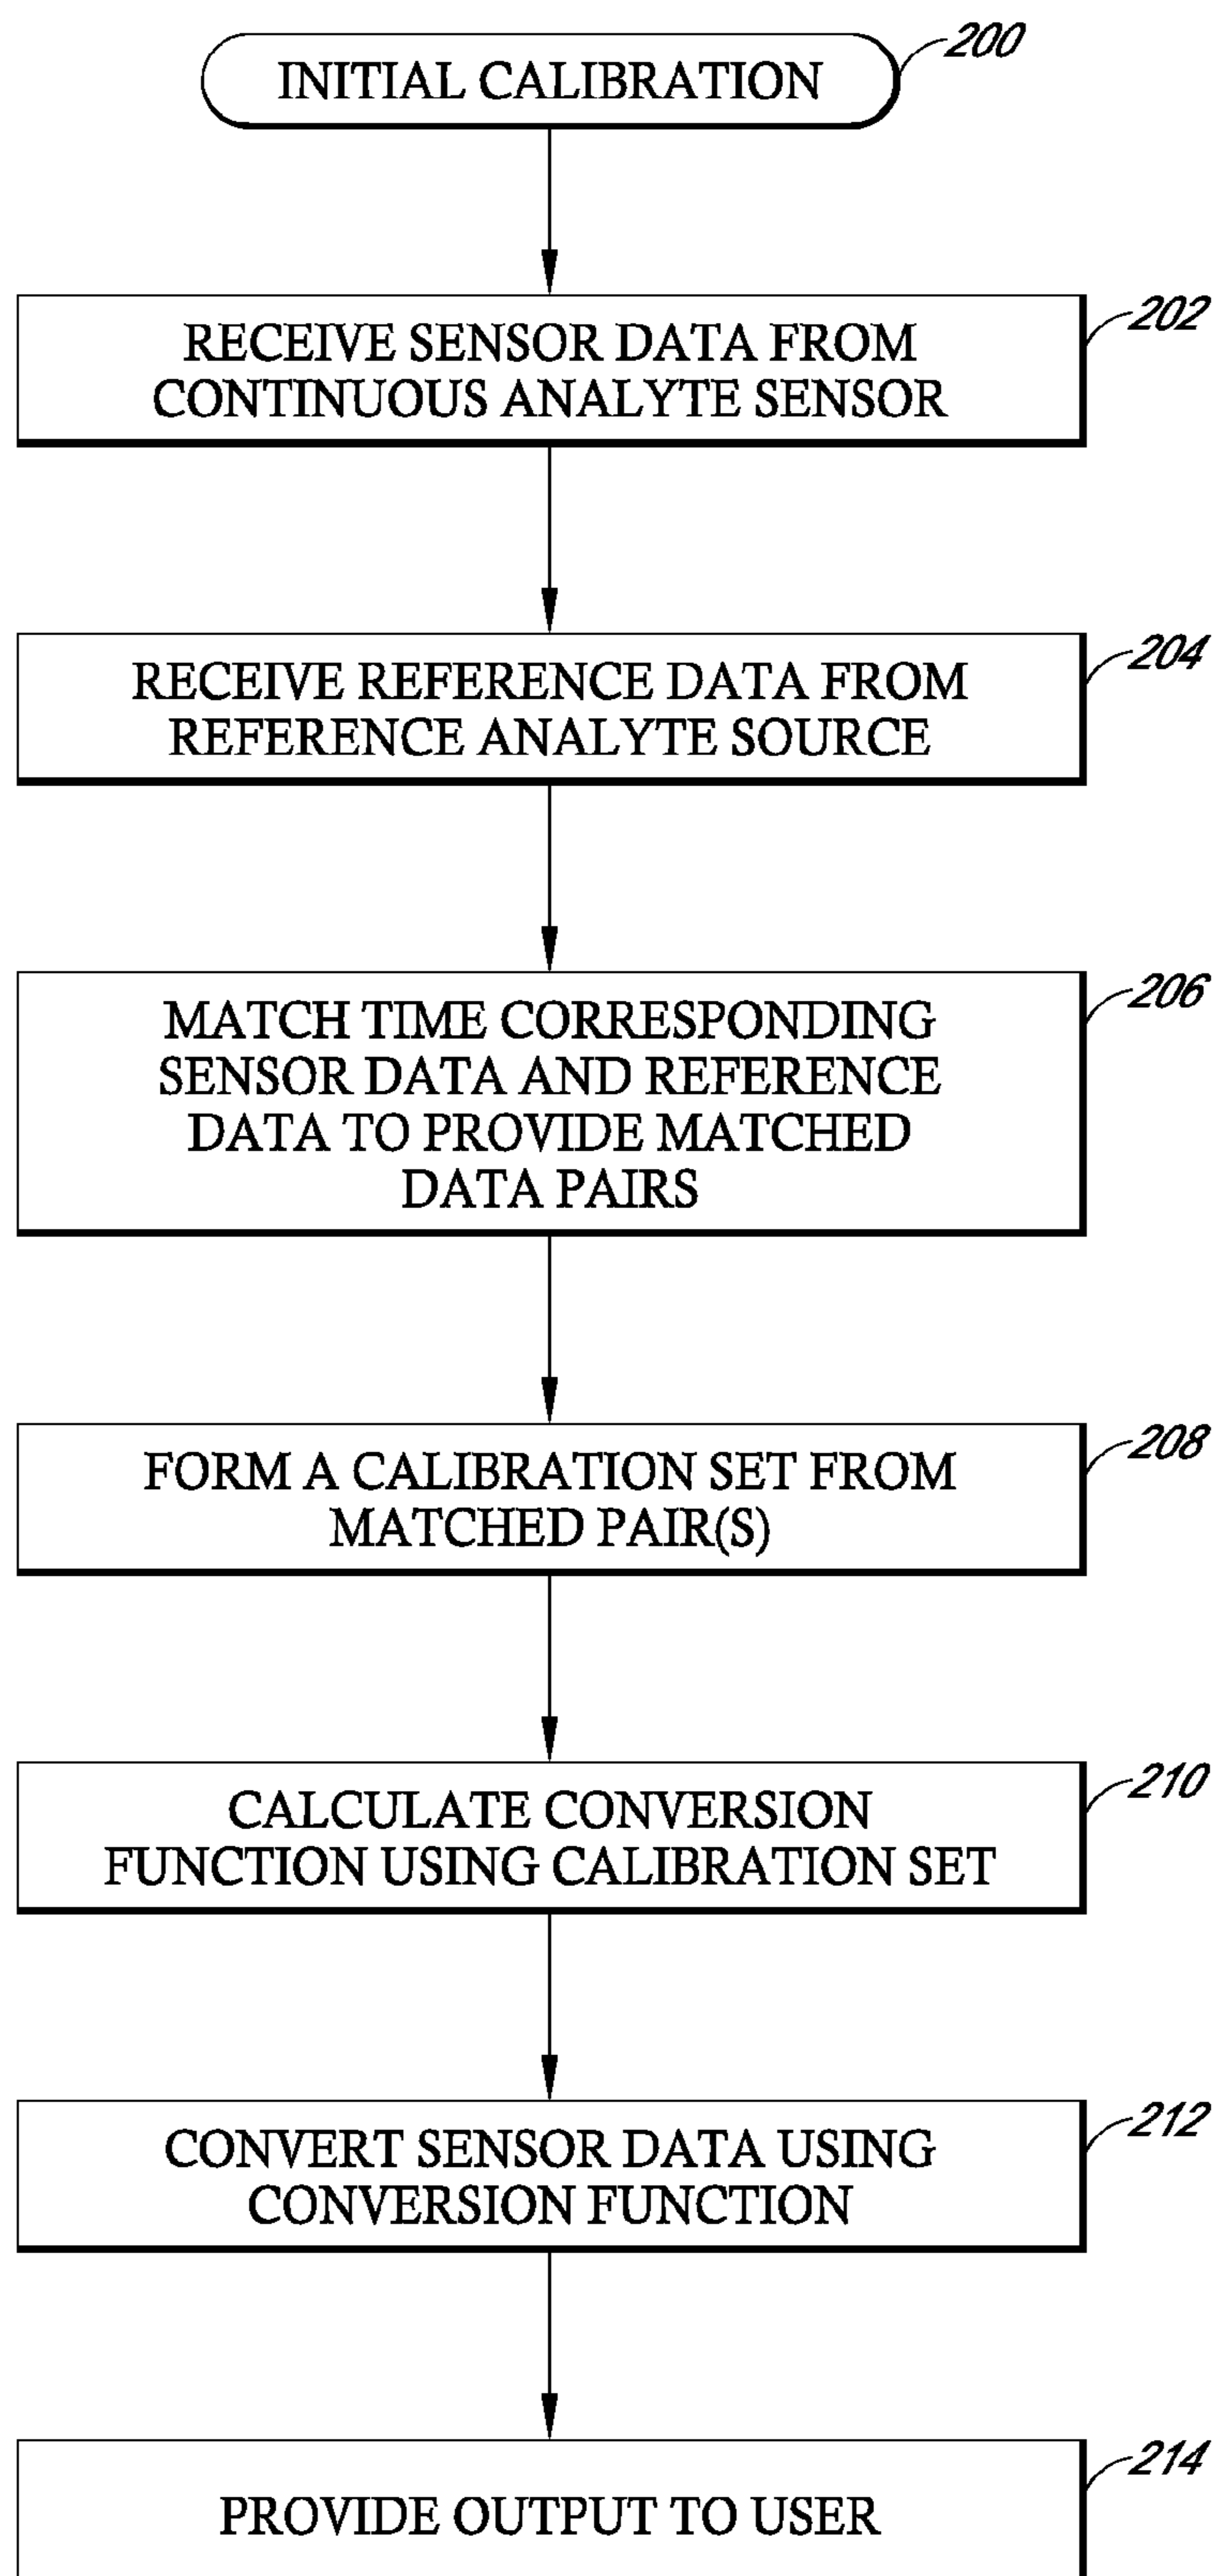 200
INITIAL CALIBRATION
202
RECEIVE SENSOR DATA FROM
CONTINUOUS ANALYTE SENSOR
204
RECEIVE REFERENCE DATA FROM
REFERENCE ANALYTE SOURCE
206
MATCH TIME CORRESPONDING
SENSOR DATA AND REFERENCE
DATA TO PROVIDE MATCHED
DATA PAIRS
208
FORM A CALIBRATION SET FROM
MATCHED PAIR(S)
210
CALCULATE CONVERSION
FUNCTION USING CALIBRATION SET
212
CONVERT SENSOR DATA USING
CONVERSION FUNCTION
214
PROVIDE OUTPUT TO USER